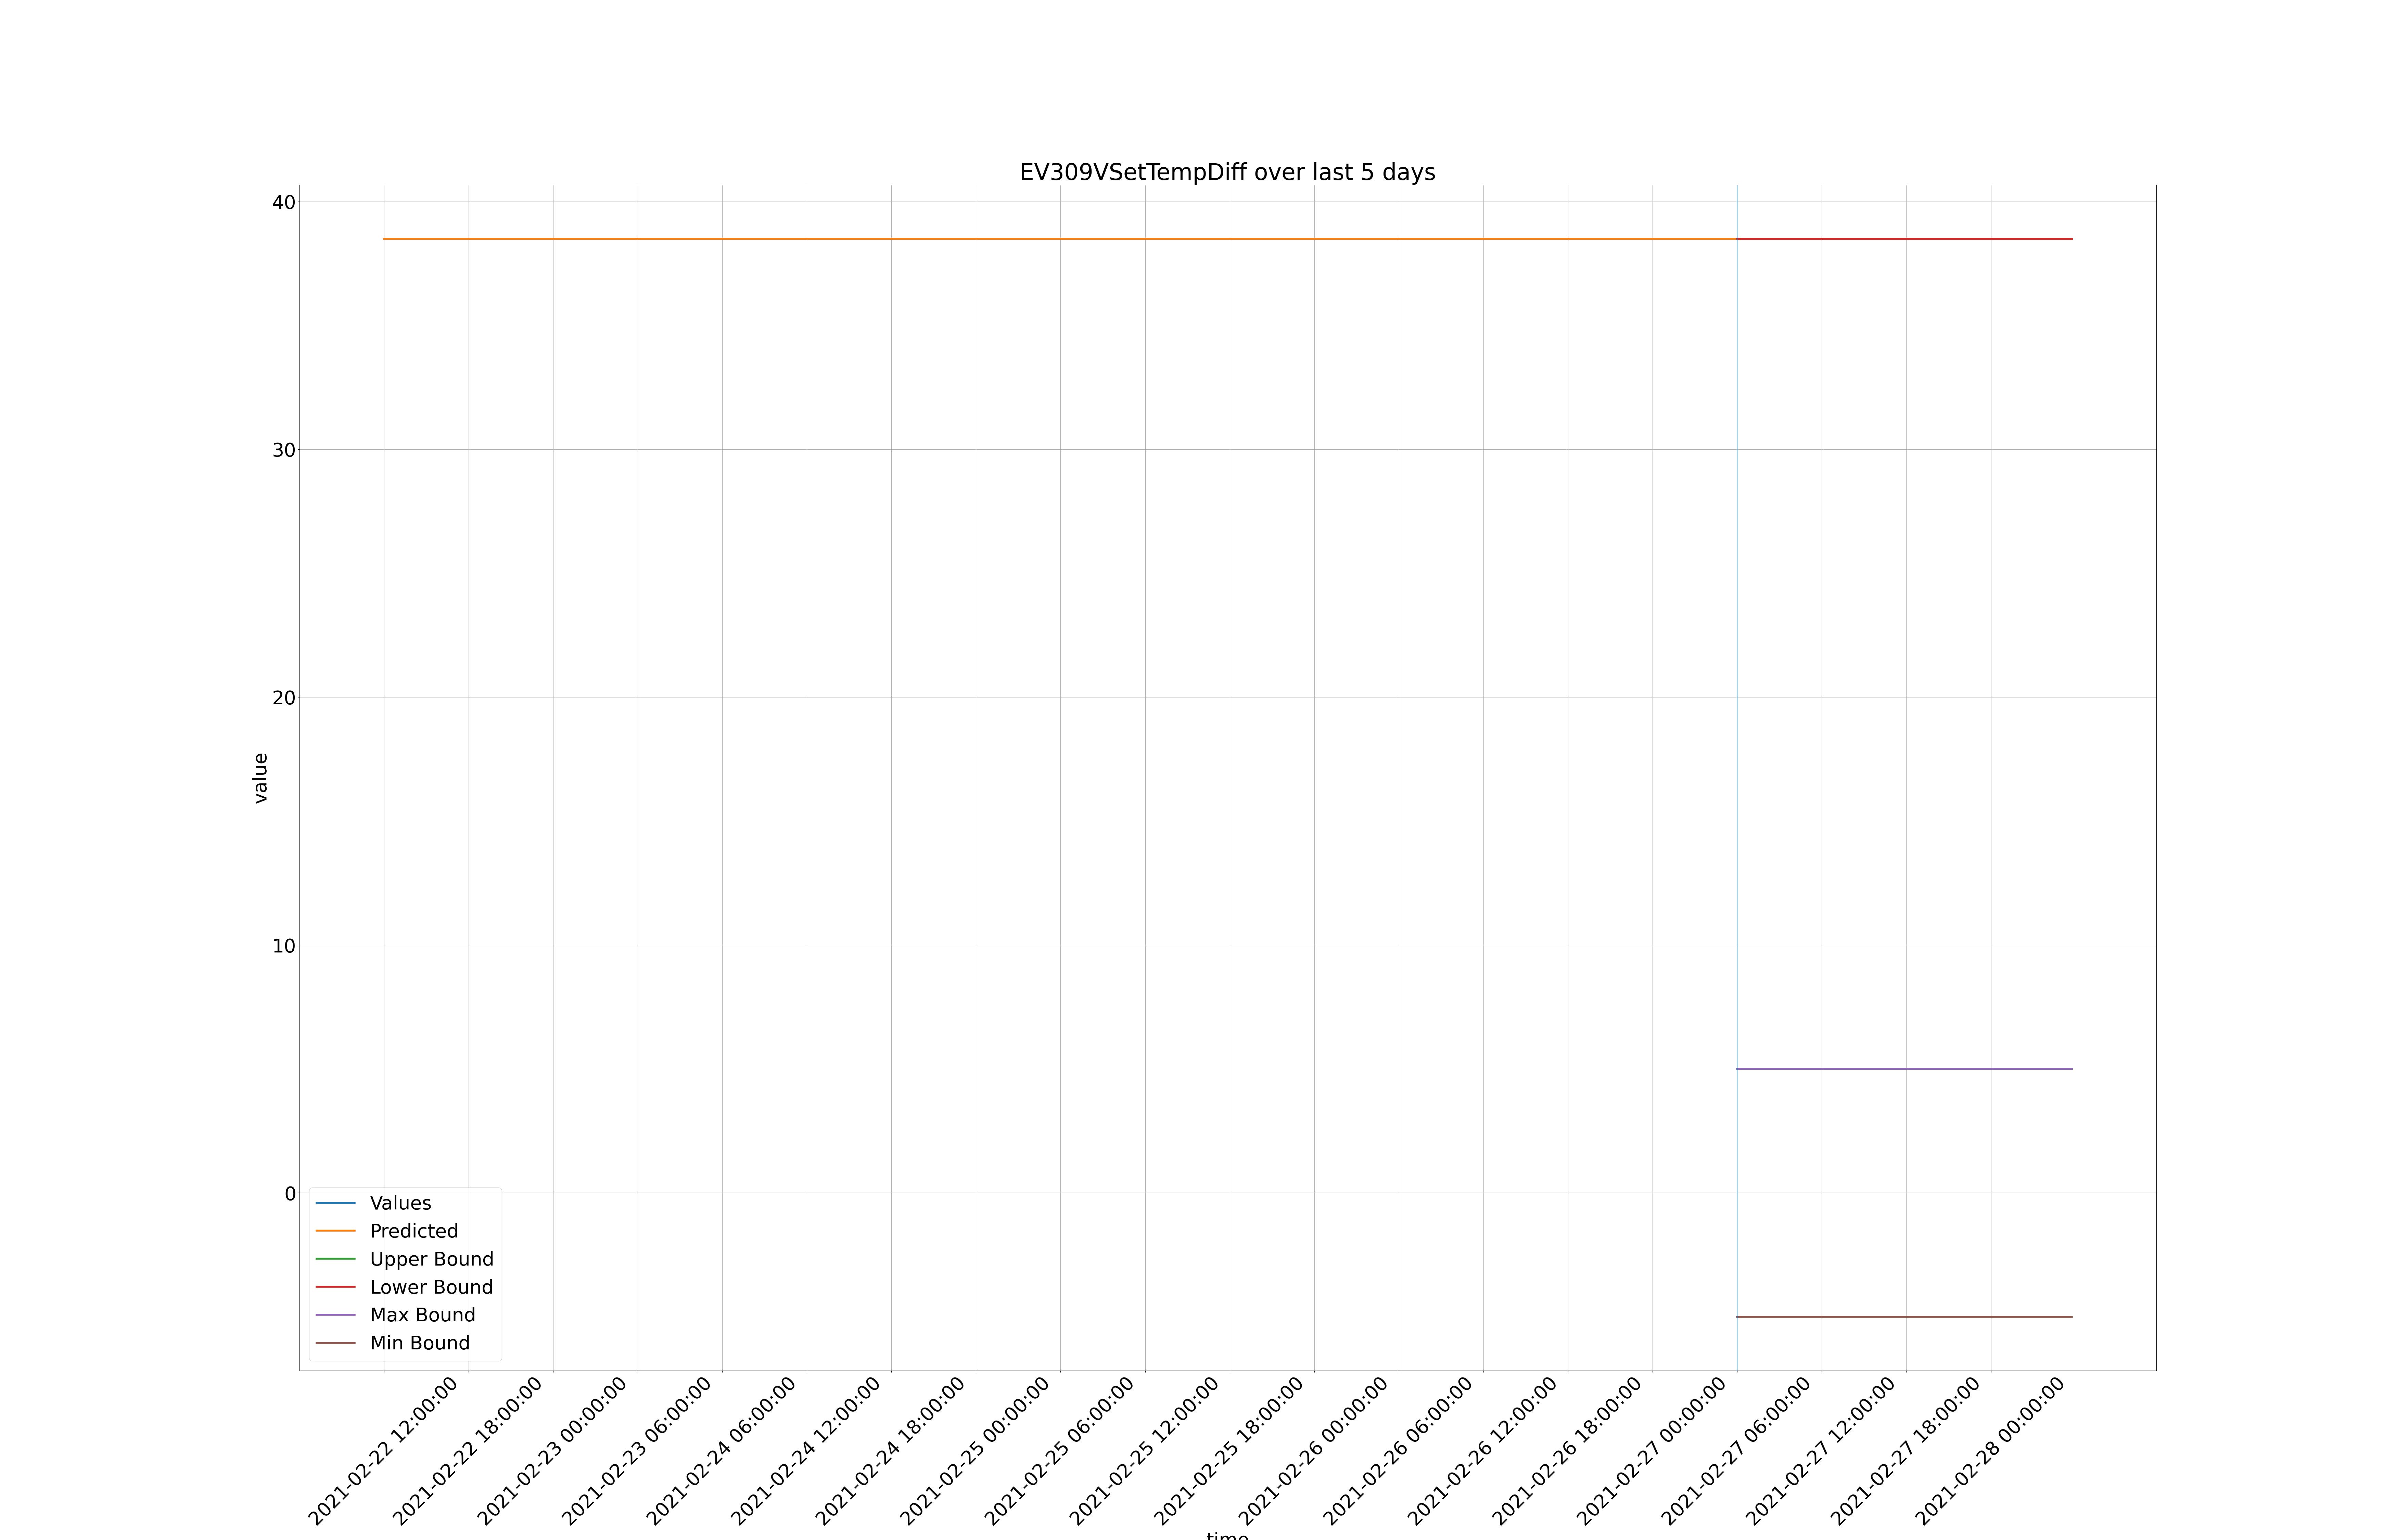 EV309VSetTempDiff over last 5 days
40
30
20
10
0
value
Values
Predicted
Upper Bound
Lower Bound
Max Bound
Min Bound
2021-02-22 12:00:00
2021-02-22 18:00:00
2021-02-23 00:00:00
2021-02-23 06:00:00
2021-02-24 06:00:00
2021-02-24 12:00:00
2021-02-24 18:00:00
2021-02-25 00:00:00
2021-02-25 06:00:00
2021-02-25 12:00:00
2021-02-25 18:00:00
2021-02-26 00:00:00
2021-02-26 06:00:00
2021-02-26 12:00:00
2021-02-26 18:00:00
2021-02-27 00:00:00
2021-02-27 06:00:00
2021-02-27 12:00:00
2021-02-27 18:00:00
2021-02-28 00:00:00
time